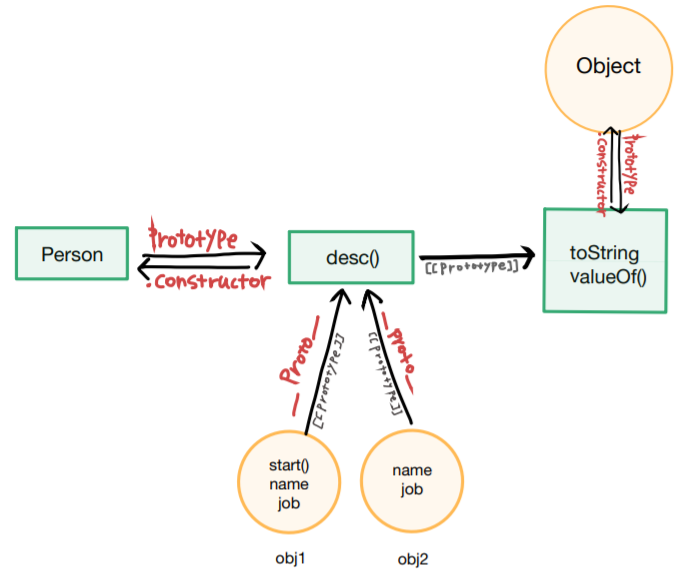 Object
.constructor
Prototype
Person
Prototype
.constructor
desc()
[[Prototype]]
toString
valueOf()
__Proto__
[[Prototype]]
__proto__
[[Prototype]]
start()
name
job
name
job
obj1
obj2